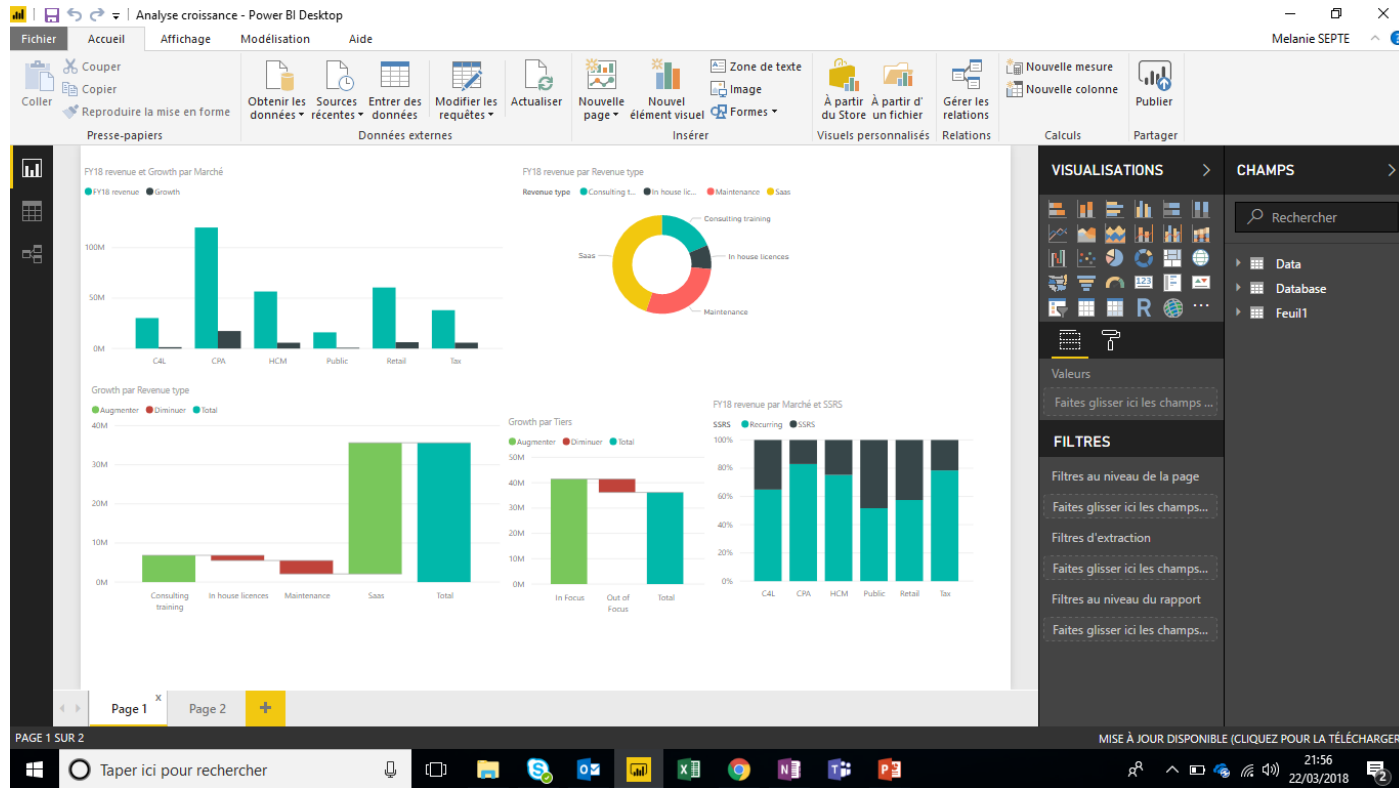 Analyse croissance - Power BI Desktop
Fichier Accueil Affichage Modélisation Aide Melanie SEPTE
Coller
Couper
Copier
Reproduire la mise en forme
Presse-papiers
Obtenir les données
Sources récentes
Entrer des données
Modifier les requêtes
Données externes
Actualiser
Nouvelle page
Nouvel élément visuel
Zone de texte
Image
Formes
Insérer
À partir du Store
À partir d' un fichier
Visuels personnalisés
Gérer les relations
Relations
Nouvelle mesure
Nouvelle colonne
Calculs
Publier
Partager
FY18 revenue et Growth par Marché
FY18 revenue Growth
100M
50M
0M
C4L CPA HCM Public Retail Tax
FY18 revenue par Revenue type
Revenue type Consulting t... In house lic... Maintenance Saas
Consulting training
Saas
In house licences
Maintenance
Growth par Revenue type
Augmenter Diminuer Total
40M
30M
20M
10M
0M
Consulting training In house licences Maintenance Saas Total
Growth par Tiers
Augmenter Diminuer Total
50M
40M
30M
20M
10M
0M
In Focus Out of Focus Total
FY18 revenue par Marché et SSRS
SSRS Recurring SSRS
100%
80%
60%
40%
20%
0%
C4L CPA HCM Public Retail Tax
VISUALISATIONS
123
R
Valeurs
Faites glisser ici les champs ...
FILTRES
Filtres au niveau de la page
Faites glisser ici les champs...
Filtres d'extraction
Faites glisser ici les champs...
Filtres au niveau du rapport
Faites glisser ici les champs...
CHAMPS
Rechercher
Data
Database
Feuil1
Page 1 x Page 2 +
PAGE 1 SUR 2 MISE À JOUR DISPONIBLE (CLIQUEZ POUR LA TÉLÉCHARGER
Taper ici pour rechercher
21:56
22/03/2018
2